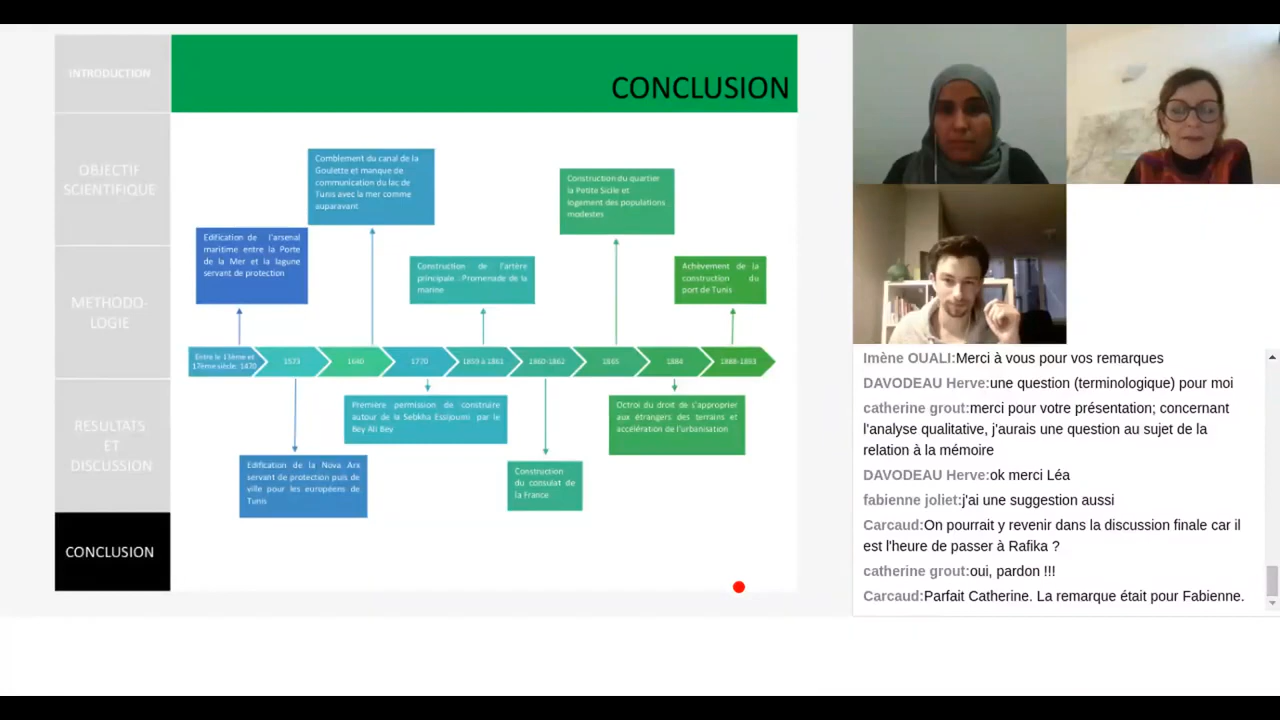 INTRODUCTION
OBJECTIF
SCIENTIFIQUE
METHODO-
LOGIE
RESULTATS
ET
DISCUSSION
CONCLUSION
CONCLUSION
Comblement du canal de la
Goulette et manque de
communication du lac de
Tunis avec la mer comme
auparavant
Construction du quartier
la Petite Sicile et
logement des populations
modestes
Edification de l'arsenal
maritime entre la Porte
de la Mer et la lagune
servant de protection
Construction de l'artère
principale : Promenade de la
marine
Achèvement de la
construction du
port de Tunis
Entre le 13ème et
17ème siècle: 1470
1573
1640
1770
1859 à 1861
1860-1862
1865
1884
1888-1893
Première permission de construire
autour de la Sebkha Essijoumi par le
Bey Ali Bey
Octroi du droit de s'approprier
aux étrangers des terrains et
accélération de l'urbanisation
Edification de la Nova Arx
servant de protection puis de
ville pour les européens de
Tunis
Construction
du consulat de
la France
Imène OUALI:Merci à vous pour vos remarques
DAVODEAU Herve:une question (terminologique) pour moi
catherine grout:merci pour votre présentation; concernant
l'analyse qualitative, j'aurais une question au sujet de la
relation à la mémoire
DAVODEAU Herve:ok merci Léa
fabienne joliet:j'ai une suggestion aussi
Carcaud:On pourrait y revenir dans la discussion finale car il
est l'heure de passer à Rafika ?
catherine grout:oui, pardon !!!
Carcaud:Parfait Catherine. La remarque était pour Fabienne.